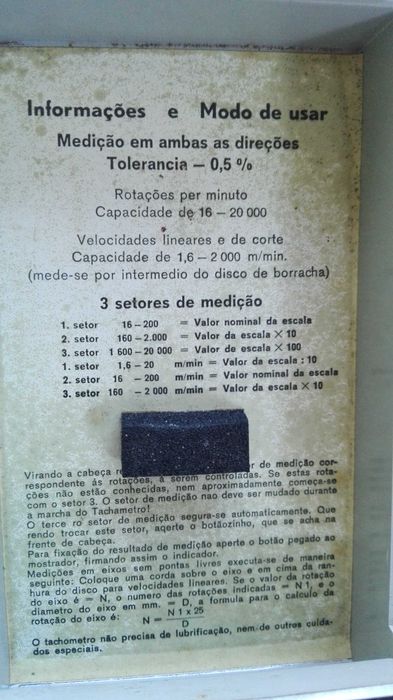 Informações e Modo de usar
Medição em ambas as direções
Tolerancia — 0,5 %
Rotações per minuto
Capacidade de 16 — 20 000
Velocidades lineares e de corte
Capacidade de 1,6 — 2 000 m/min.
(mede-se por intermedio do disco de borracha)
3 setores de medição
1. setor 16 — 200 = Valor nominal da escala
2. setor 160 — 2.000 = Valor da escala X 10
3. setor 1 600 — 20 000 = Valor de escala X 100
1. setor 1,6 — 20 m/min = Valor da escala : 10
2. setor 16 — 200 m/min = Valor nominal da escala
3. setor 160 — 2 000 m/min = Valor da escala X 10
Virando a cabeça de medição cor-
respondente ás rotações, a serem controladas. Se estas rota-
ções não estão conhecidas, nem aproximadamente começa-se
com o setor 3. O setor de medição nao deve ser mudado durante
a marcha do Tachametro!
O terce ro setor de medição segura-se automaticamente. Que
rendo trocar este setor, aqerte o botãozinho, que se acha na
frente de cabeça.
Para fixação do resultado de medição aperte o botão pegado ao
mostrador, firmando assim o indicador.
Medições em eixos sem pontas livres executa-se de maneira
seguinte: Coloque uma corda sobre o eixo e em cima da ran-
hura do disco para velocidades lineares. Se o valor da rotação
do eixo é = N, o numero das rotações indicadas = N 1, e o
diametro do eixo em mm. = D, a formula para o calculo da
rotação do eixo é: N = N 1 x 25 / D
O tachometro não precisa de lubrificação, nem de outros cuida-
dos especiais.